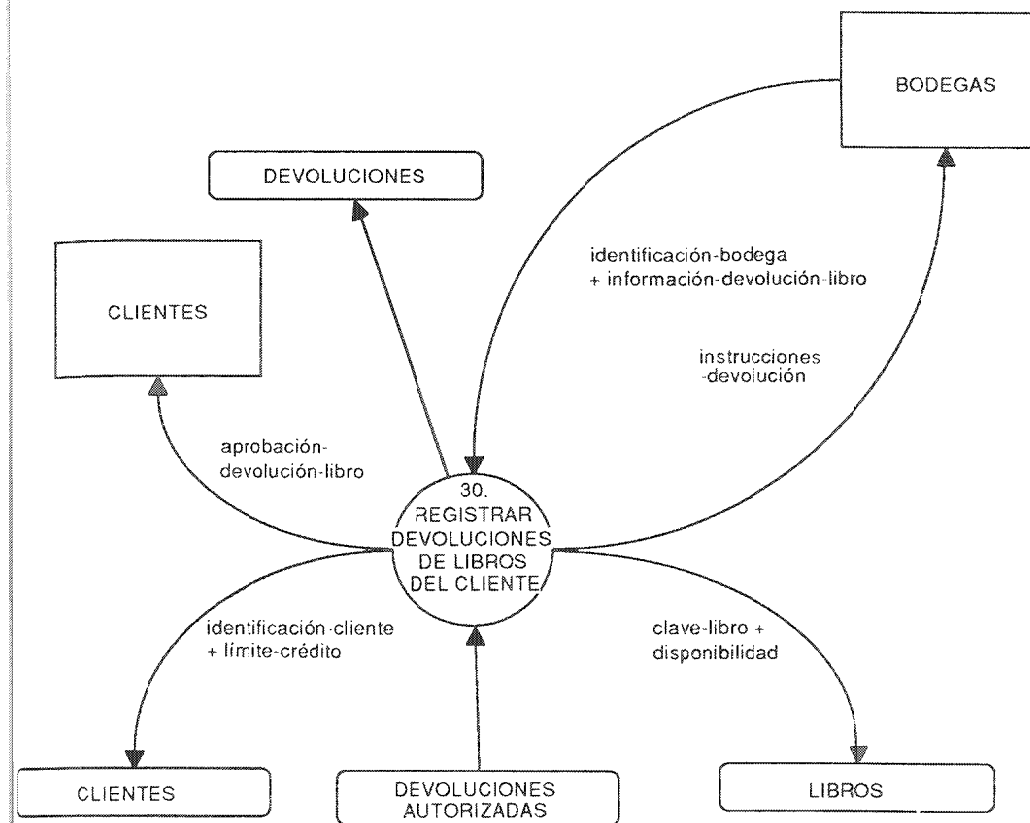 BODEGAS
DEVOLUCIONES
identificación-bodega
+ información-devolución-libro
CLIENTES
instrucciones
-devolución
aprobación-
devolución-libro
30.
REGISTRAR
DEVOLUCIONES
DE LIBROS
DEL CLIENTE
identificación-cliente
+ límite-crédito
clave-libro +
disponibilidad
CLIENTES
DEVOLUCIONES
AUTORIZADAS
LIBROS